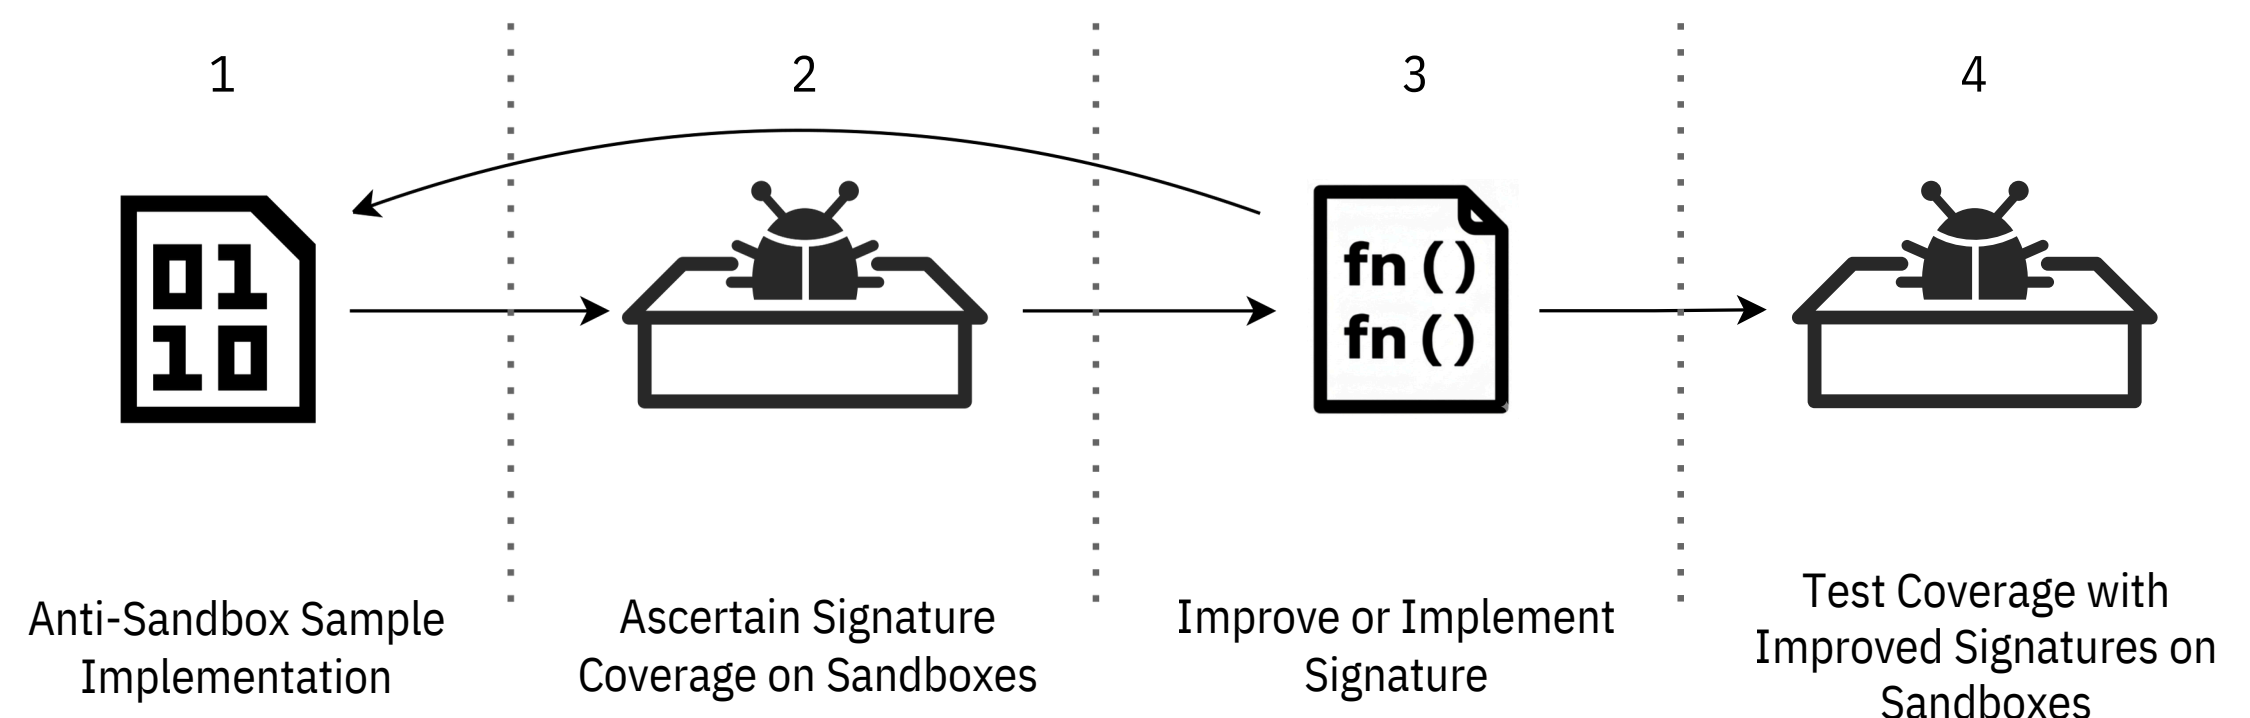 1
2
3
4
01
10
fn ()
fn ()
Anti-Sandbox Sample
Implementation
Ascertain Signature
Coverage on Sandboxes
Improve or Implement
Signature
Test Coverage with
Improved Signatures on
Sandboxes